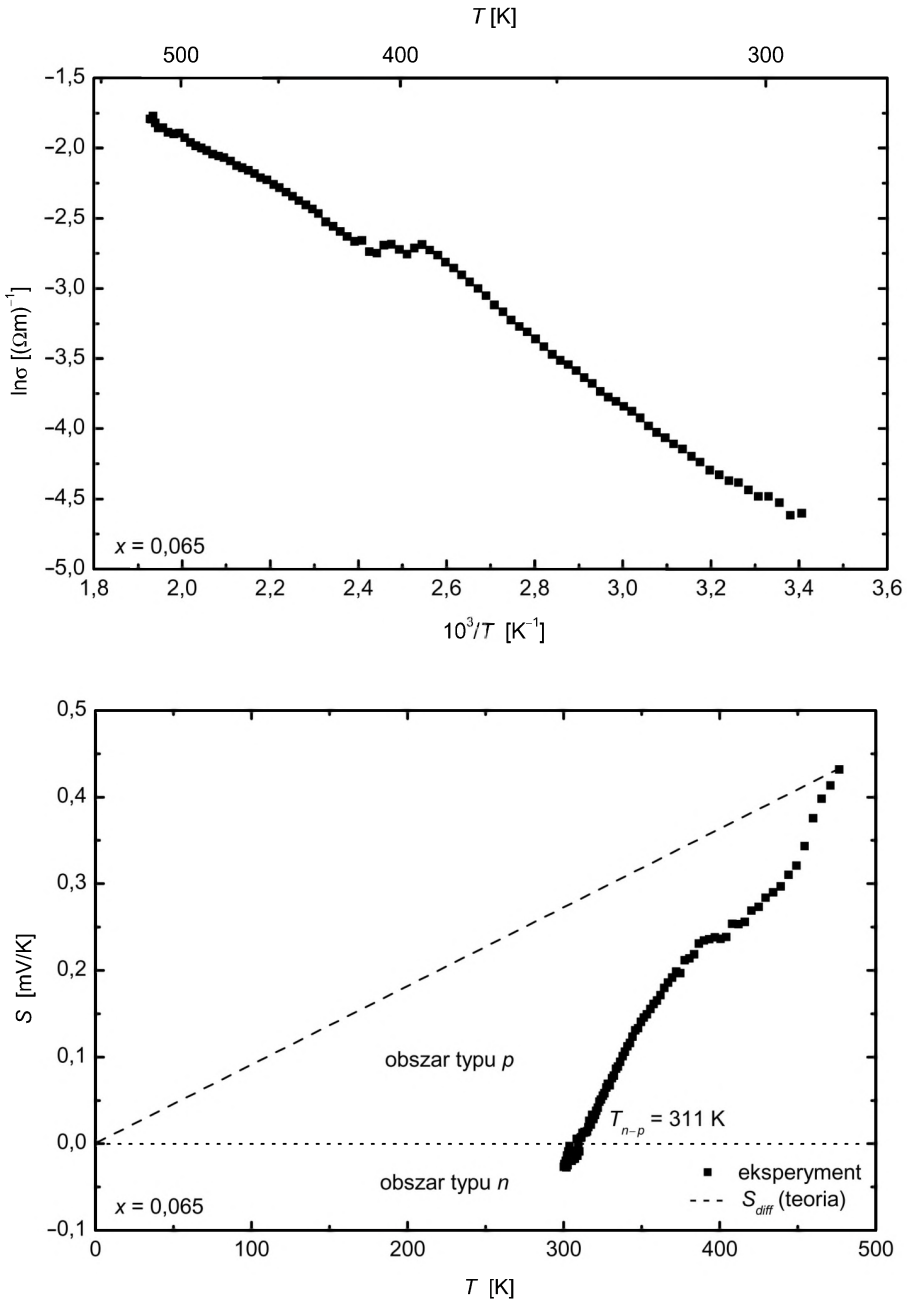 T [K]
500 400 300
−1,5
−2,0
−2,5
−3,0
−3,5
−4,0
−4,5
−5,0
lnσ [(Ωm)⁻¹]
x = 0,065
1,8 2,0 2,2 2,4 2,6 2,8 3,0 3,2 3,4 3,6
10³/T [K⁻¹]
0,5
0,4
0,3
0,2
0,1
0,0
−0,1
S [mV/K]
obszar typu p
Tn−p = 311 K
obszar typu n
eksperyment
Sdiff (teoria)
x = 0,065
0 100 200 300 400 500
T [K]